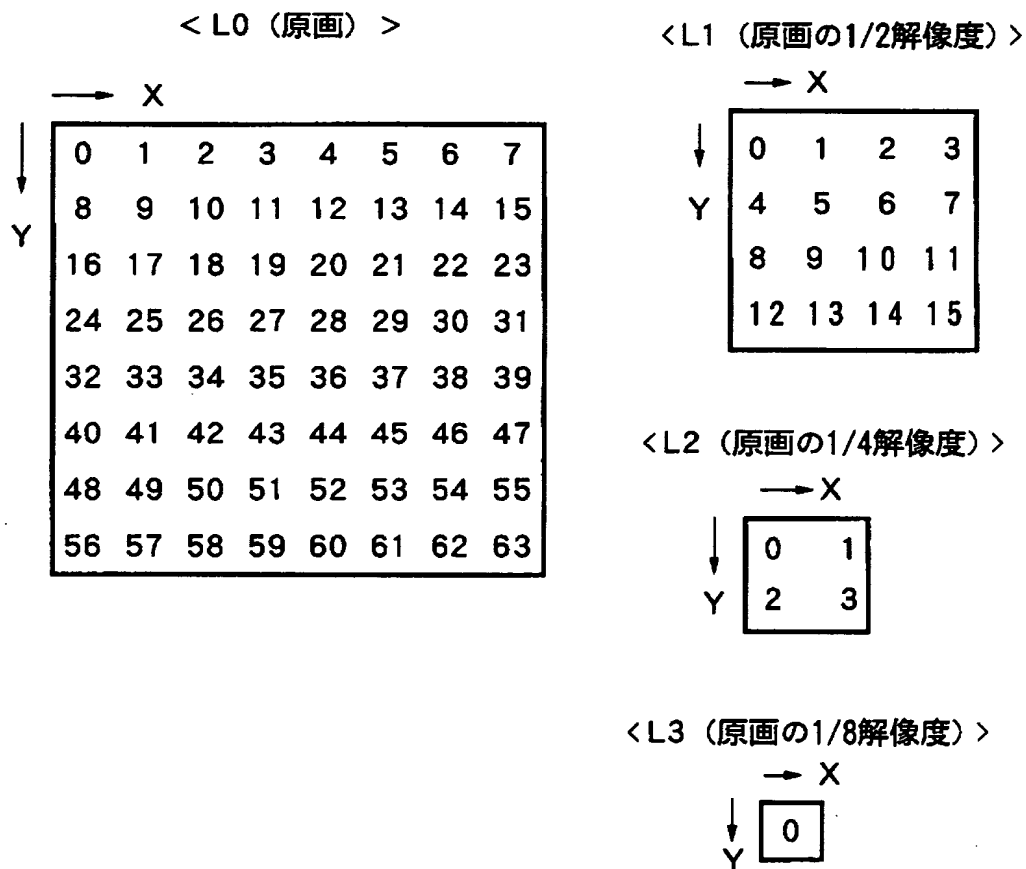 <L0 (原画) >
X
Y
0 1 2 3 4 5 6 7
8 9 10 11 12 13 14 15
16 17 18 19 20 21 22 23
24 25 26 27 28 29 30 31
32 33 34 35 36 37 38 39
40 41 42 43 44 45 46 47
48 49 50 51 52 53 54 55
56 57 58 59 60 61 62 63
<L1 (原画の1/2解像度)>
X
Y
0 1 2 3
4 5 6 7
8 9 10 11
12 13 14 15
<L2 (原画の1/4解像度)>
X
Y
0 1
2 3
<L3 (原画の1/8解像度)>
X
Y
0